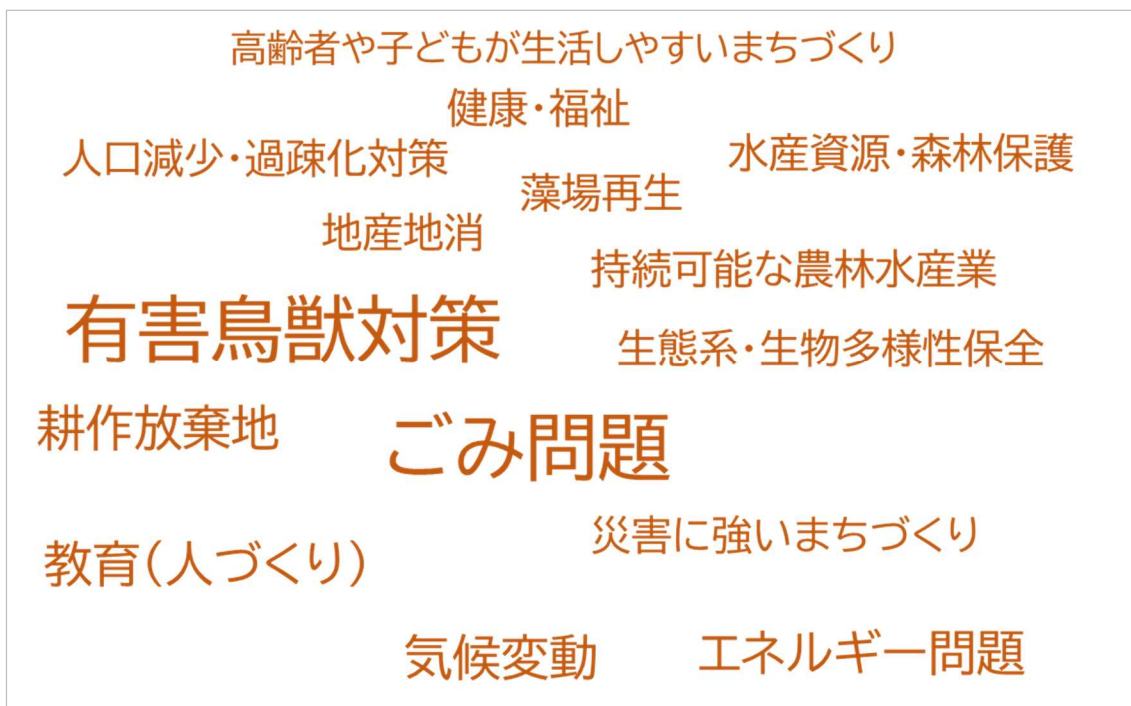 高齢者や子どもが生活しやすいまちづくり
健康・福祉
人口減少・過疎化対策
水産資源・森林保護
藻場再生
地産地消
持続可能な農林水産業
有害鳥獣対策
生態系・生物多様性保全
耕作放棄地
ごみ問題
災害に強いまちづくり
教育(人づくり)
気候変動
エネルギー問題